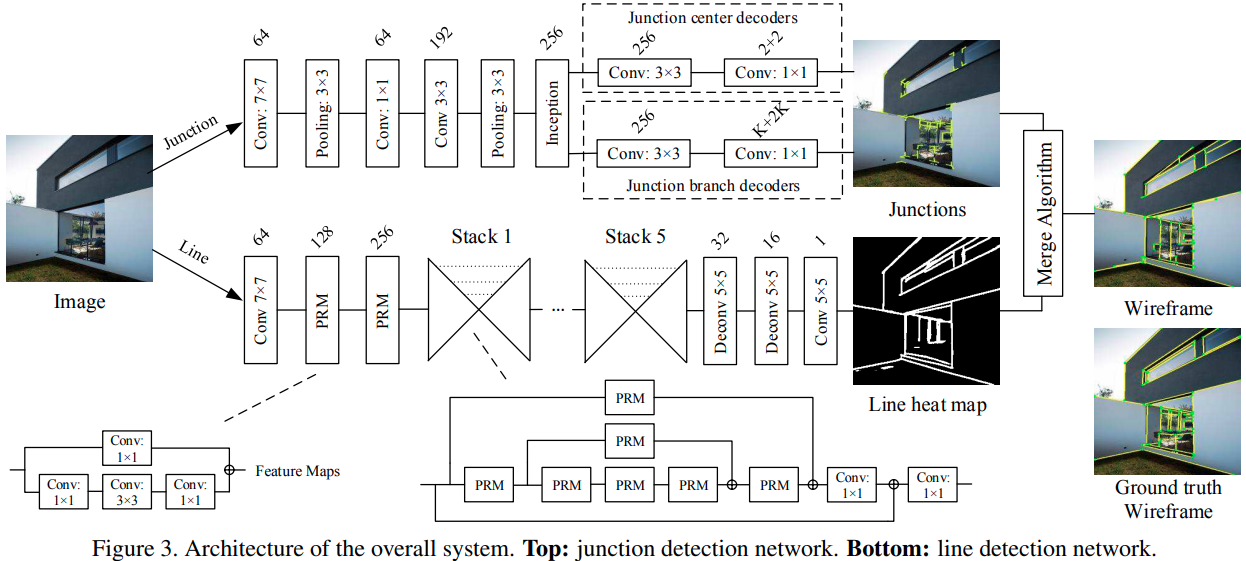 Junction center decoders
64
64
192
256
256
2+2
Conv: 7×7
Pooling: 3×3
Conv: 1×1
Conv 3×3
Pooling: 3×3
Inception
Conv: 3×3
Conv: 1×1
Junction
256
K+2K
Conv: 3×3
Conv: 1×1
Junction branch decoders
Junctions
Merge Algorithm
Image
Line
64
128
256
Stack 1
Stack 5
32
16
1
Conv 7×7
PRM
PRM
...
Deconv 5×5
Deconv 5×5
Conv 5×5
Wireframe
Line heat map
PRM
PRM
Conv:
1×1
Feature Maps
Conv:
1×1
Conv:
3×3
Conv:
1×1
PRM
PRM
PRM
PRM
PRM
Conv:
1×1
Conv:
1×1
Ground truth
Wireframe
Figure 3. Architecture of the overall system. Top: junction detection network. Bottom: line detection network.